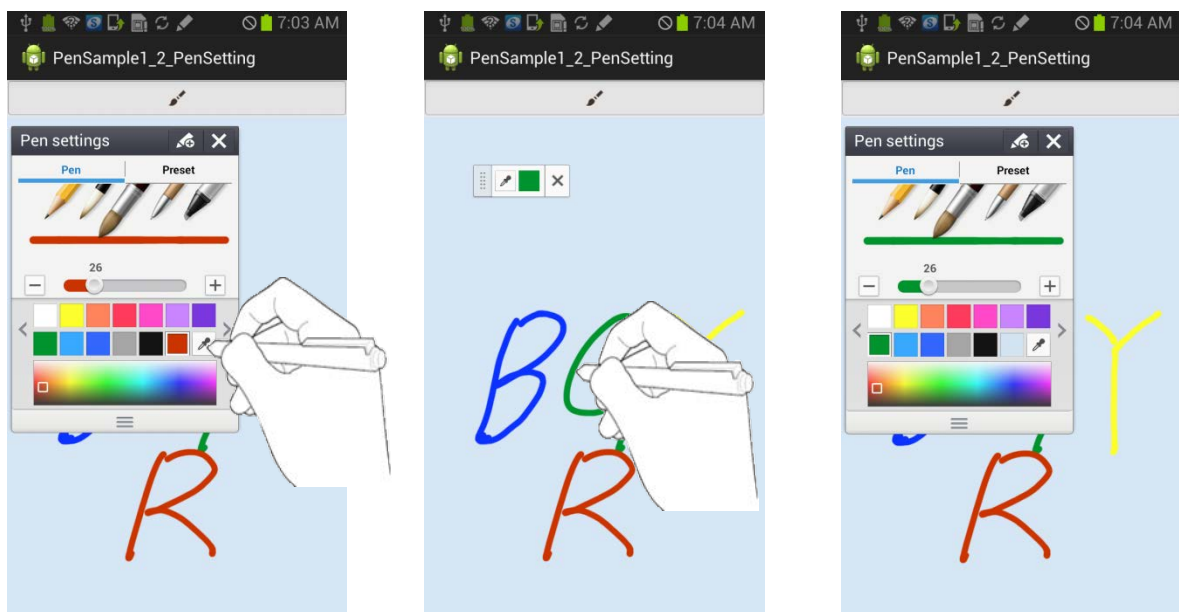 7:03 AM
PenSample1_2_PenSetting
Pen settings
Pen Preset
26
R
7:04 AM
PenSample1_2_PenSetting
B G Y
R
7:04 AM
PenSample1_2_PenSetting
Pen settings
Pen Preset
26
Y
R